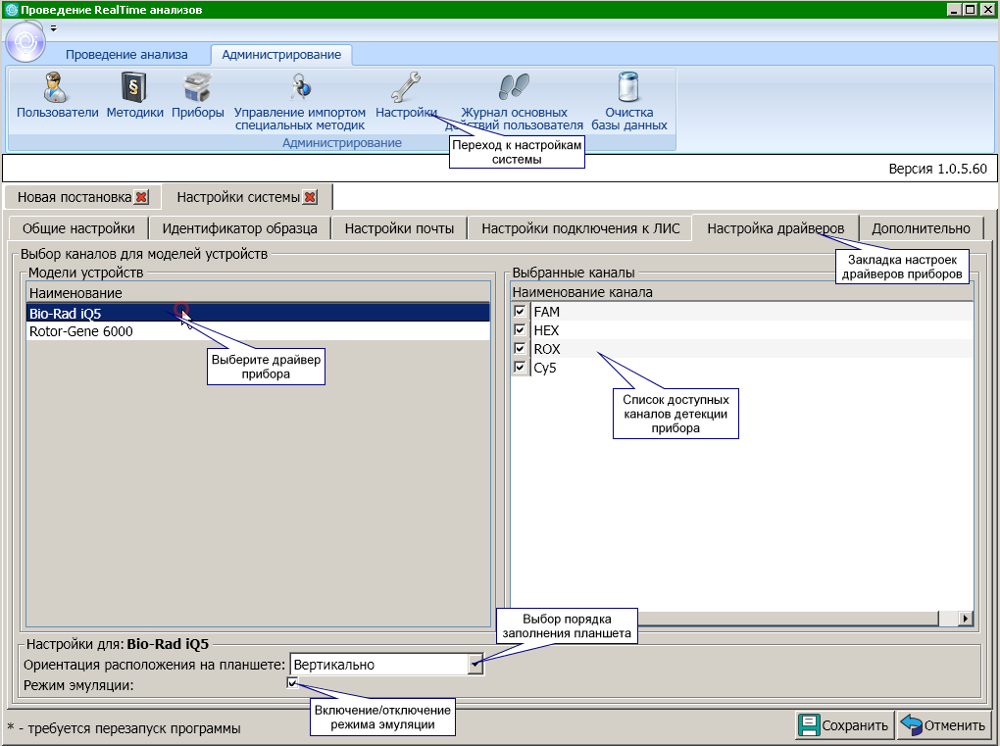 Проведение RealTime анализов
Проведение анализа
Администрирование
Пользователи
Методики
Приборы
Управление импортом
специальных методик
Настройки
Журнал основных
действий пользователя
Очистка
базы данных
Администрирование
Переход к настройкам
системы
Версия 1.0.5.60
Новая постановка
Настройки системы
Общие настройки
Идентификатор образца
Настройки почты
Настройки подключения к ЛИС
Настройка драйверов
Дополнительно
Закладка настроек
драйверов приборов
Выбор каналов для моделей устройств
Модели устройств
Наименование
Bio-Rad iQ5
Rotor-Gene 6000
Выберите драйвер
прибора
Выбранные каналы
Наименование канала
FAM
HEX
ROX
Cy5
Список доступных
каналов детекции
прибора
Выбор порядка
заполнения планшета
Настройки для: Bio-Rad iQ5
Ориентация расположения на планшете: Вертикально
Режим эмуляции:
Включение/отключение
режима эмуляции
* - требуется перезапуск программы
Сохранить
Отменить